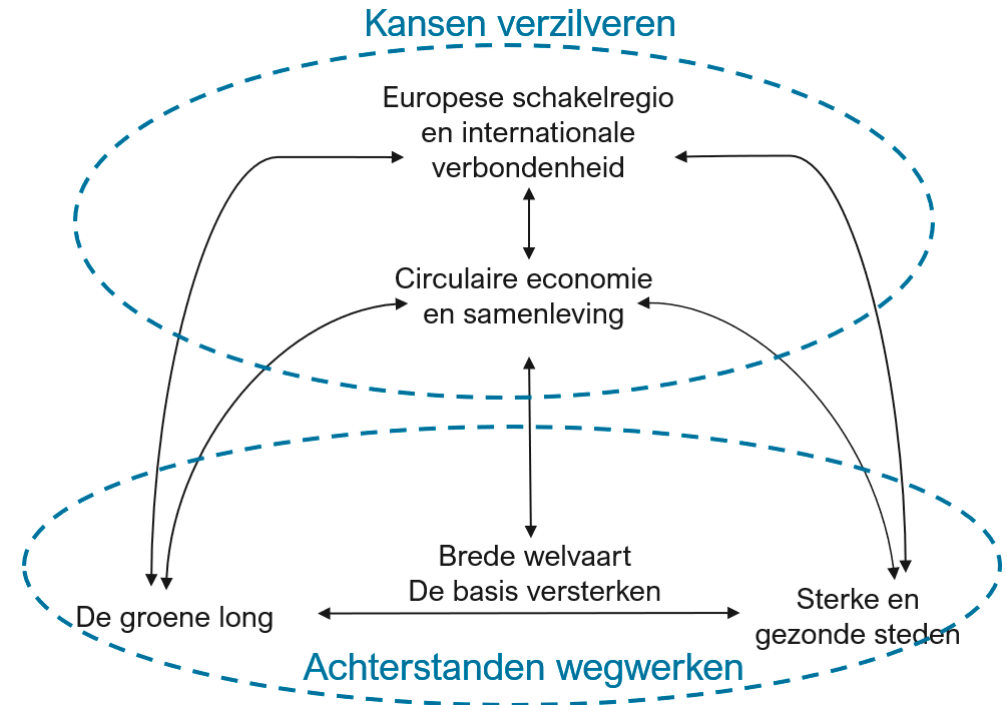 Kansen verzilveren
Europese schakelregio
en internationale
verbondenheid
Circulaire economie
en samenleving
Brede welvaart
De basis versterken
De groene long
Sterke en
gezonde steden
Achterstanden wegwerken